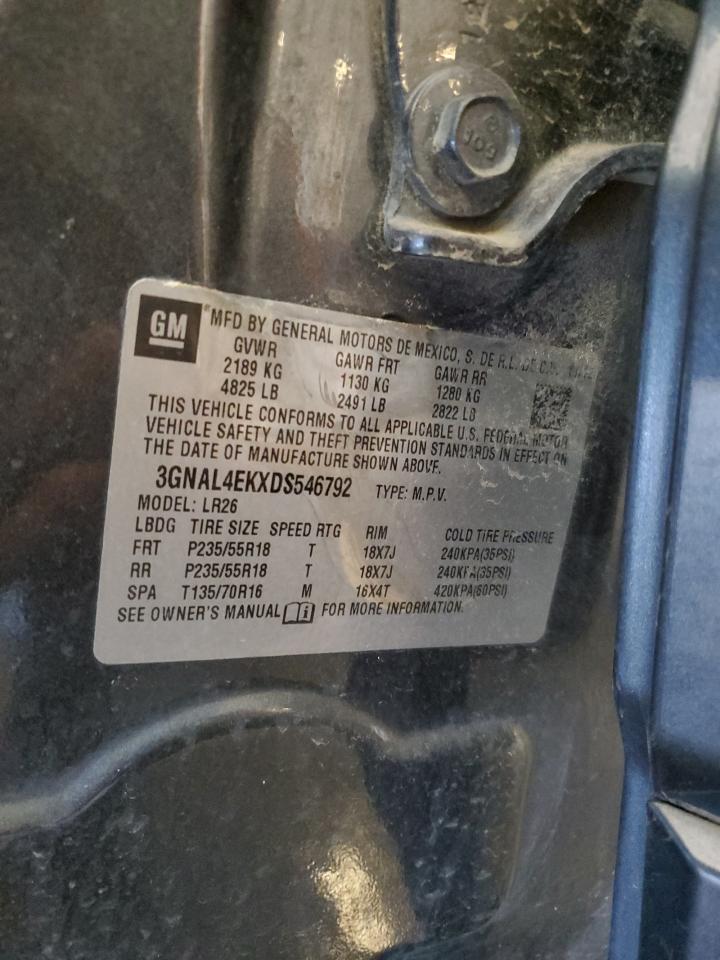 109
GM
MFD BY GENERAL MOTORS DE MEXICO, S. DE R.L. DE C.V.
GVWR GAWR FRT GAWR RR
2189 KG 1130 KG 1280 KG
4825 LB 2491 LB 2822 LB
THIS VEHICLE CONFORMS TO ALL APPLICABLE U.S. FEDERAL MOTOR
VEHICLE SAFETY AND THEFT PREVENTION STANDARDS IN EFFECT ON
THE DATE OF MANUFACTURE SHOWN ABOVE.
3GNAL4EKXDS546792 TYPE: M.P.V.
MODEL: LR26
LBDG TIRE SIZE SPEED RTG RIM COLD TIRE PRESSURE
FRT P235/55R18 T 18X7J 240KPA(35PSI)
RR P235/55R18 T 18X7J 240KPA(35PSI)
SPA T135/70R16 M 16X4T 420KPA(60PSI)
SEE OWNER'S MANUAL FOR MORE INFORMATION.